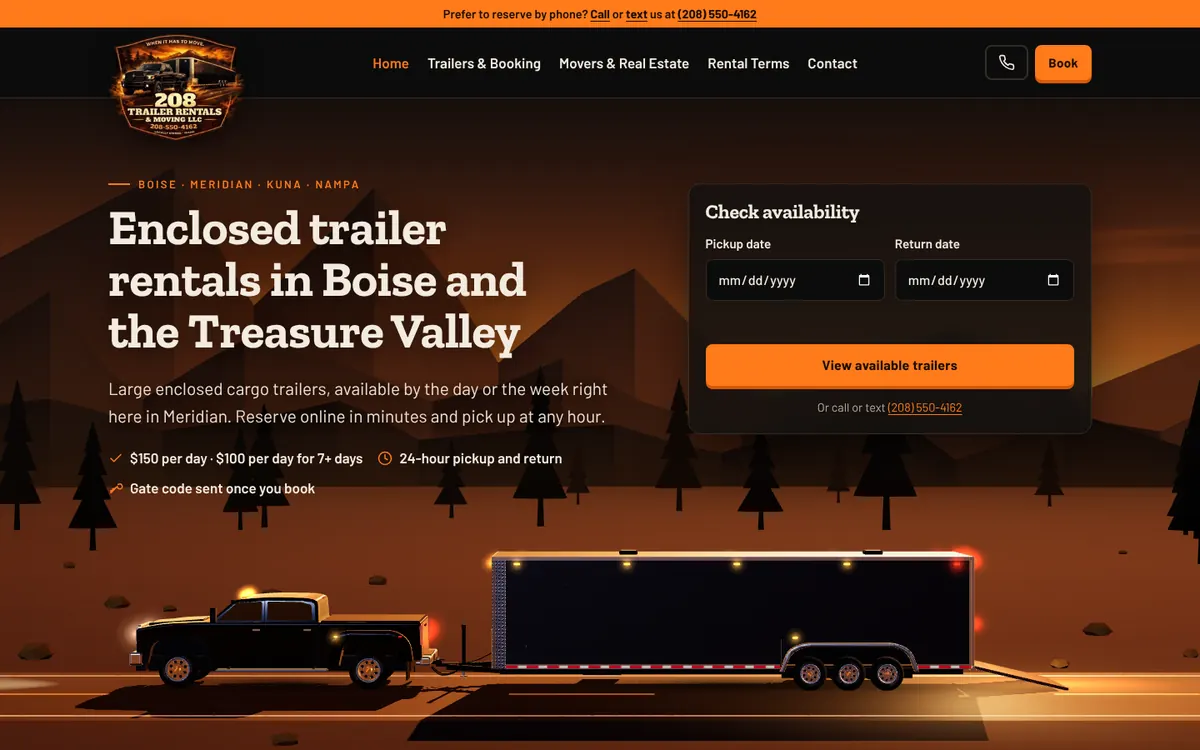 Prefer to reserve by phone? Call or text us at (208) 550-4162
WHEN IT HAS TO MOVE.
208
TRAILER RENTALS
& MOVING LLC
208-550-4162
Home
Trailers & Booking
Movers & Real Estate
Rental Terms
Contact
Book
BOISE · MERIDIAN · KUNA · NAMPA
Enclosed trailer
rentals in Boise and
the Treasure Valley
Large enclosed cargo trailers, available by the day or the week right
here in Meridian. Reserve online in minutes and pick up at any hour.
$150 per day · $100 per day for 7+ days
24-hour pickup and return
Gate code sent once you book
Check availability
Pickup date
Return date
mm/dd/yyyy
mm/dd/yyyy
View available trailers
Or call or text (208) 550-4162